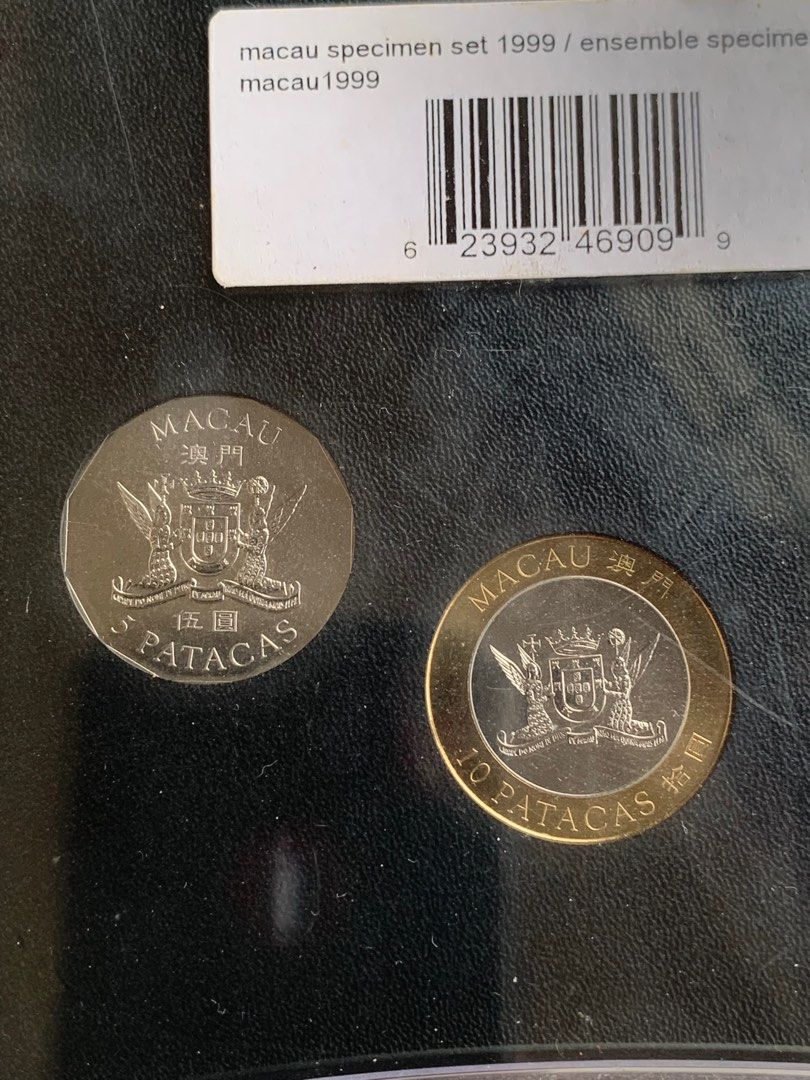 macau specimen set 1999 / ensemble specime
macau1999
6 23932 46909 9
MACAU
澳門
伍圓
5 PATACAS
MACAU 澳門
10 PATACAS 拾圓